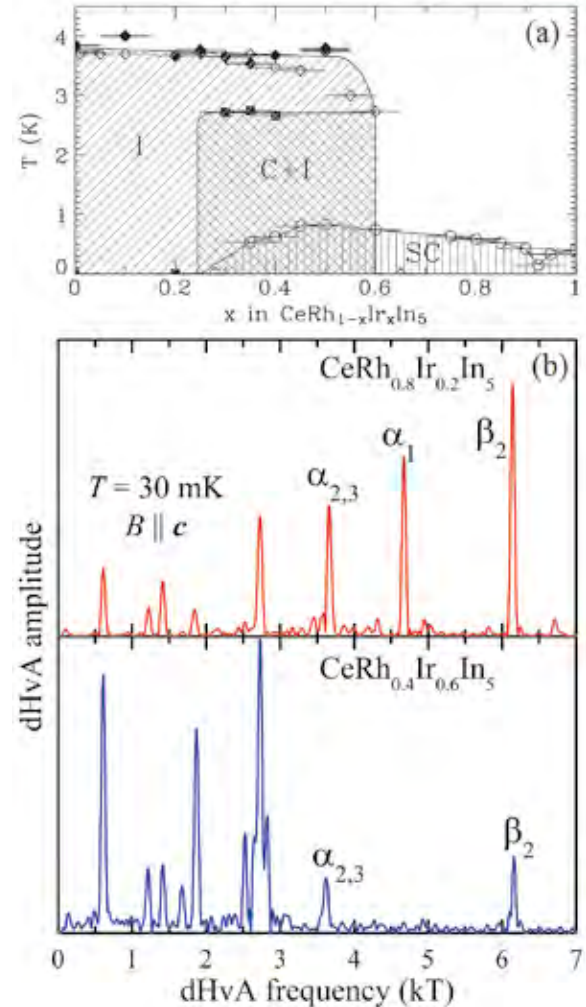 (a)
4
3
2
1
0
T (K)
I
C+I
SC
0 0.2 0.4 0.6 0.8 1
x in CeRh₁₋ₓIrₓIn₅
(b)
CeRh₀.₈Ir₀.₂In₅
α₂,₃ α₁ β₂
T = 30 mK
B || c
dHvA amplitude
CeRh₀.₄Ir₀.₆In₅
α₂,₃ β₂
0 1 2 3 4 5 6 7
dHvA frequency (kT)